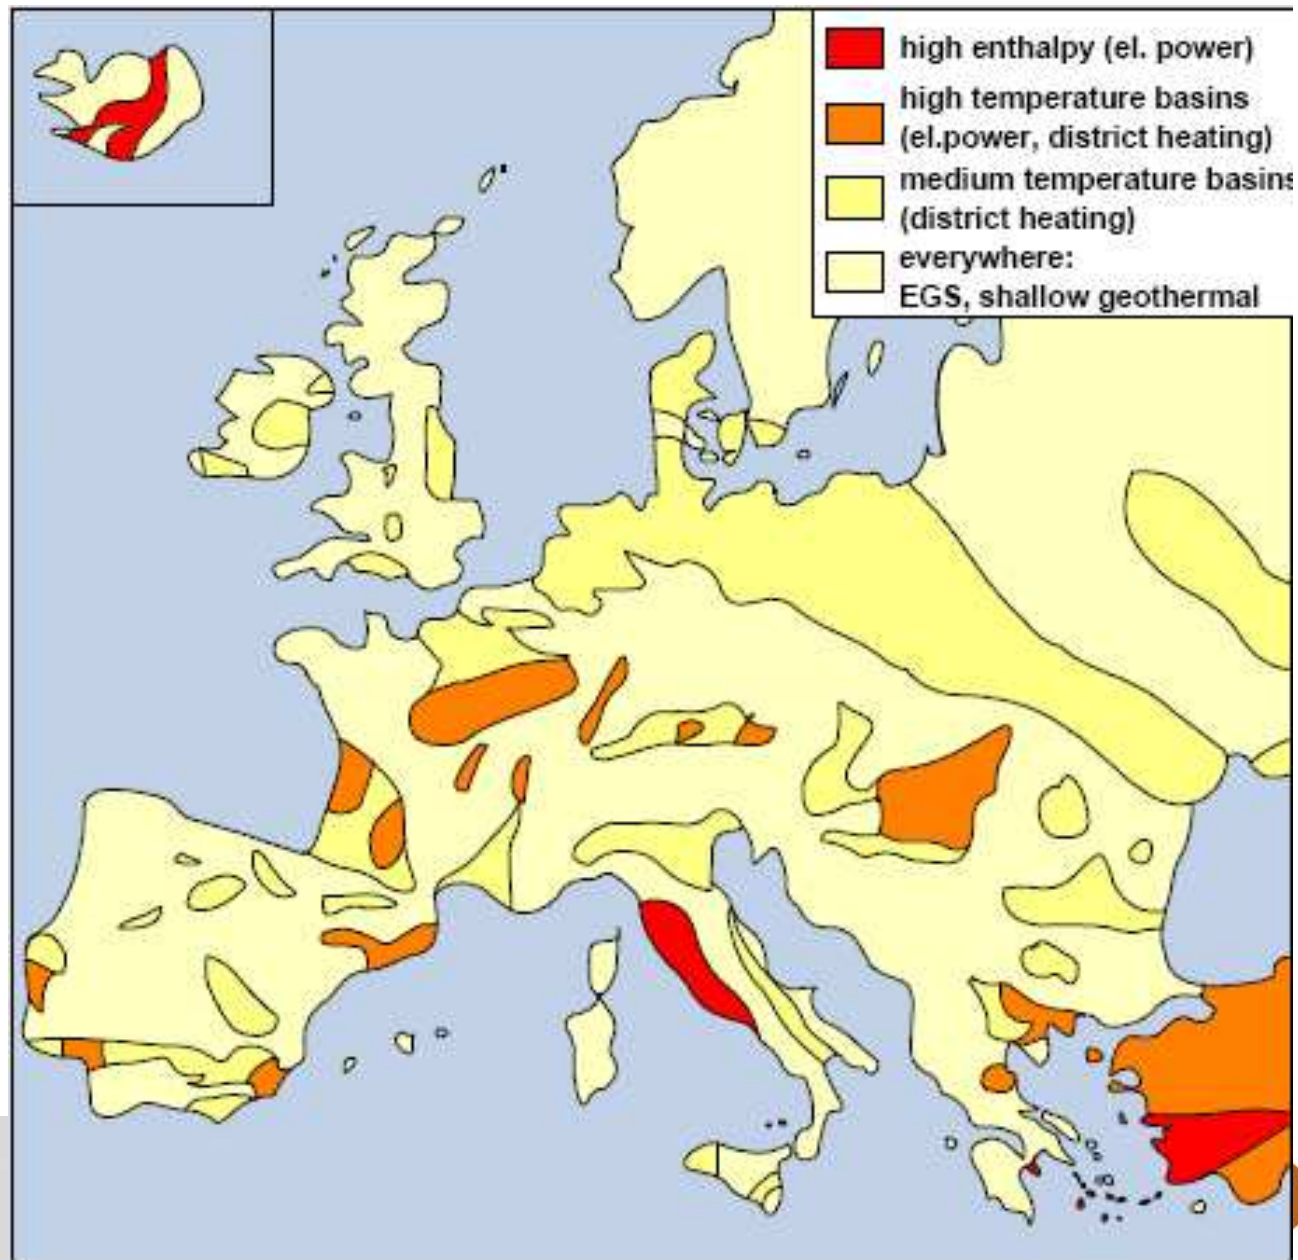 high enthalpy (el. power)
high temperature basins
(el.power, district heating)
medium temperature basins
(district heating)
everywhere:
EGS, shallow geothermal